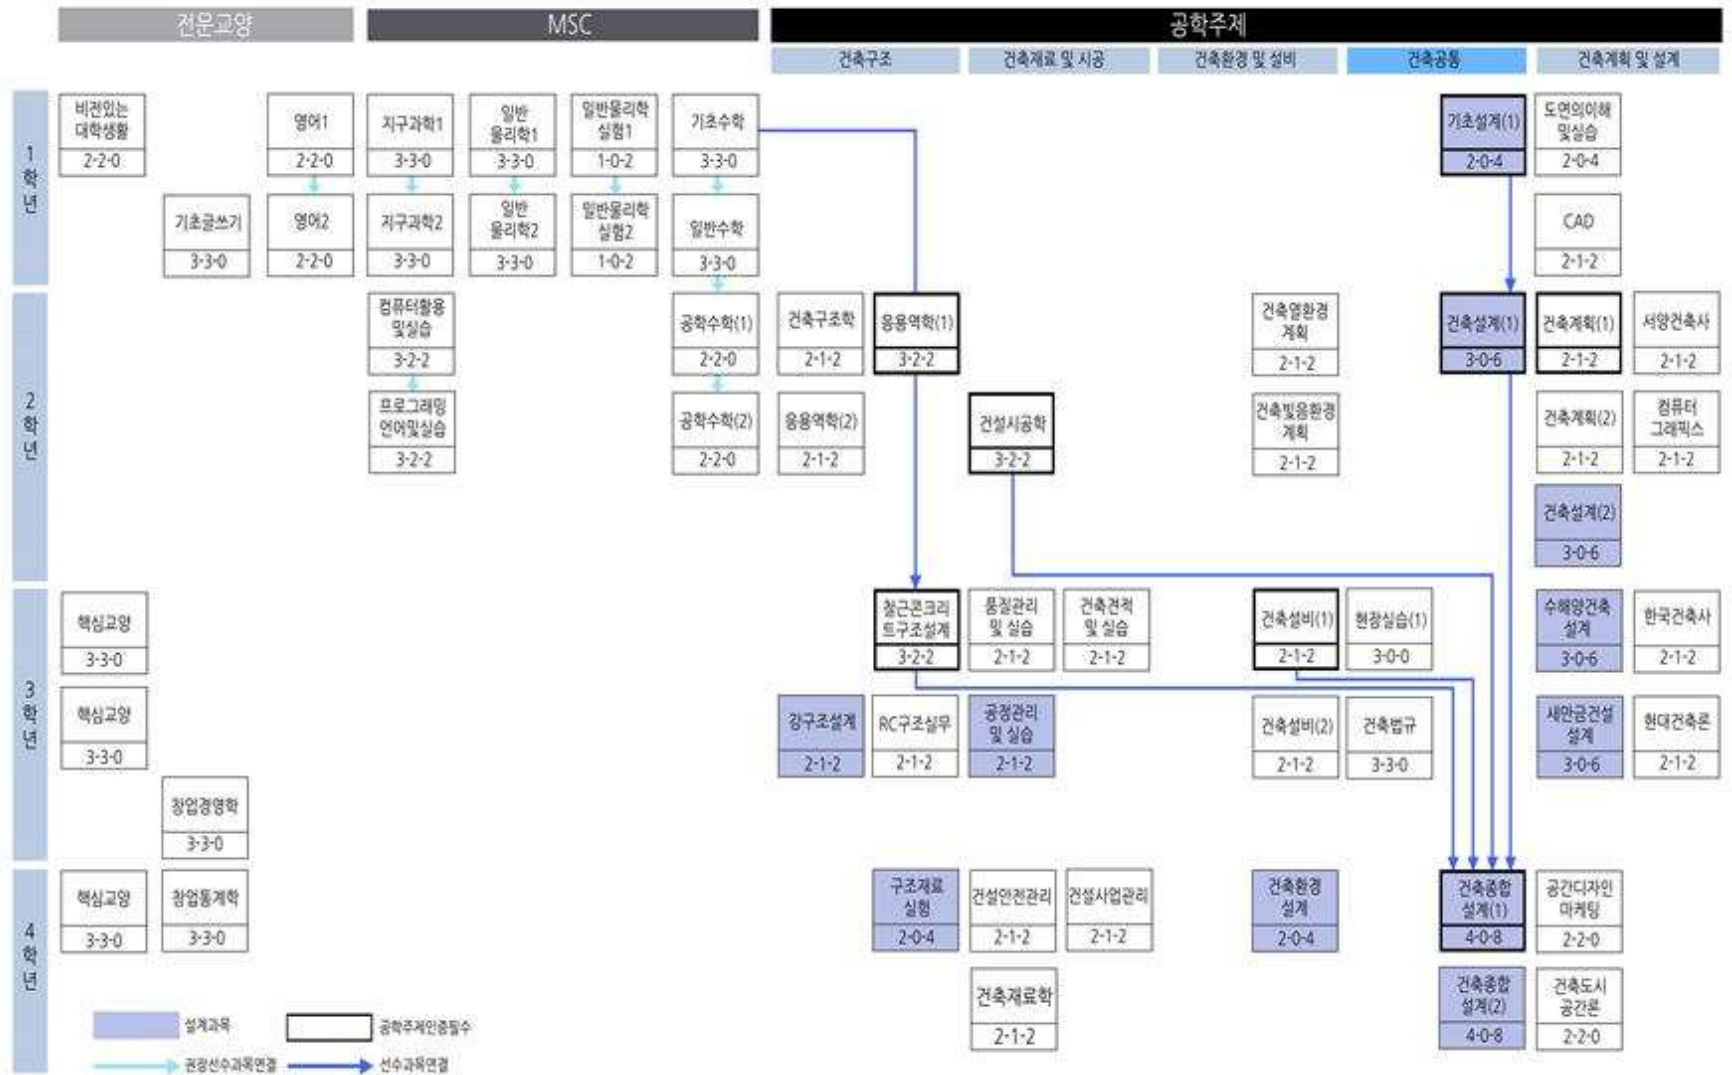 전문교양 MSC 공학주제
건축구조 건축재료 및 시공 건축환경 및 설비 건축공통 건축계획 및 설계
1
학
년
비전있는
대학생활
2-2-0
영어1
2-2-0
지구과학1
3-3-0
일반
물리학1
3-3-0
일반물리학
실험1
1-0-2
기초수학
3-3-0
기초설계(1)
2-0-4
도면의이해
및실습
2-0-4
기초글쓰기
3-3-0
영어2
2-2-0
지구과학2
3-3-0
일반
물리학2
3-3-0
일반물리학
실험2
1-0-2
일반수학
3-3-0
CAD
2-1-2
2
학
년
컴퓨터활용
및실습
3-2-2
공학수학(1)
2-2-0
건축구조학
2-1-2
응용역학(1)
3-2-2
건축열환경
계획
2-1-2
건축설계(1)
3-0-6
건축계획(1)
2-1-2
서양건축사
2-1-2
프로그래밍
언어및실습
3-2-2
공학수학(2)
2-2-0
응용역학(2)
2-1-2
건설시공학
3-2-2
건축빛음환경
계획
2-1-2
건축계획(2)
2-1-2
컴퓨터
그래픽스
2-1-2
건축설계(2)
3-0-6
3
학
년
핵심교양
3-3-0
철근콘크리
트구조설계
3-2-2
품질관리
및 실습
2-1-2
건축견적
및 실습
2-1-2
건축설비(1)
2-1-2
현장실습(1)
3-0-0
수해양건축
설계
3-0-6
한국건축사
2-1-2
핵심교양
3-3-0
강구조설계
2-1-2
RC구조실무
2-1-2
공정관리
및 실습
2-1-2
건축설비(2)
2-1-2
건축법규
3-3-0
새만금건설
설계
3-0-6
현대건축론
2-1-2
창업경영학
3-3-0
4
학
년
핵심교양
3-3-0
창업통계학
3-3-0
구조재료
실험
2-0-4
건설안전관리
2-1-2
건설사업관리
2-1-2
건축환경
설계
2-0-4
건축종합
설계(1)
4-0-8
공간디자인
마케팅
2-2-0
건축재료학
2-1-2
건축종합
설계(2)
4-0-8
건축도시
공간론
2-2-0
설계과목 공학주제인증필수
권장선수과목연결 선수과목연결